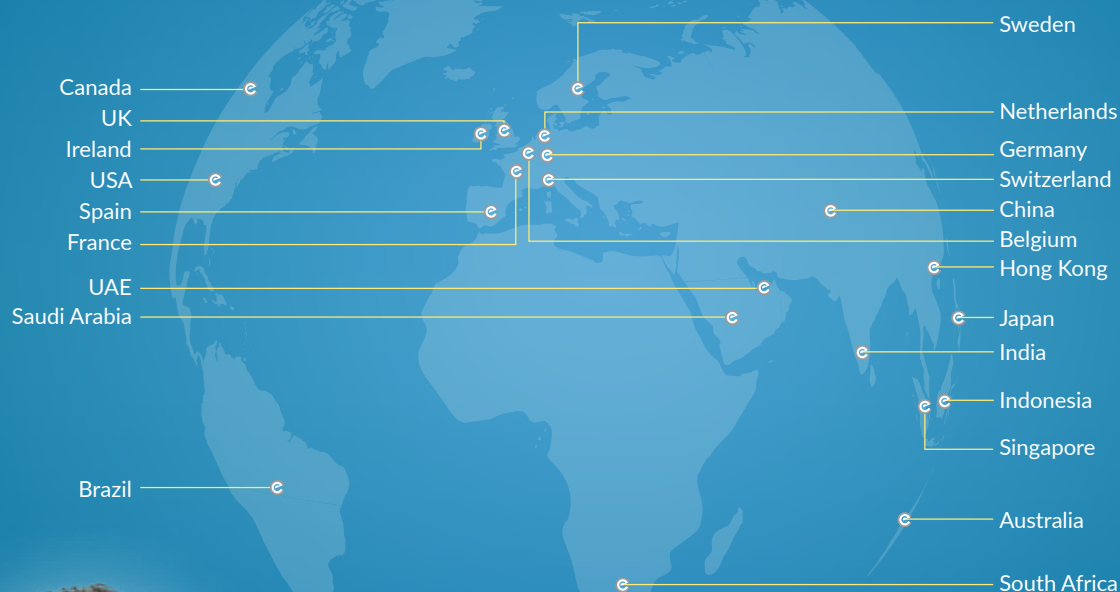 Canada
UK
Ireland
USA
Spain
France
UAE
Saudi Arabia
Brazil
Sweden
Netherlands
Germany
Switzerland
China
Belgium
Hong Kong
Japan
India
Indonesia
Singapore
Australia
South Africa